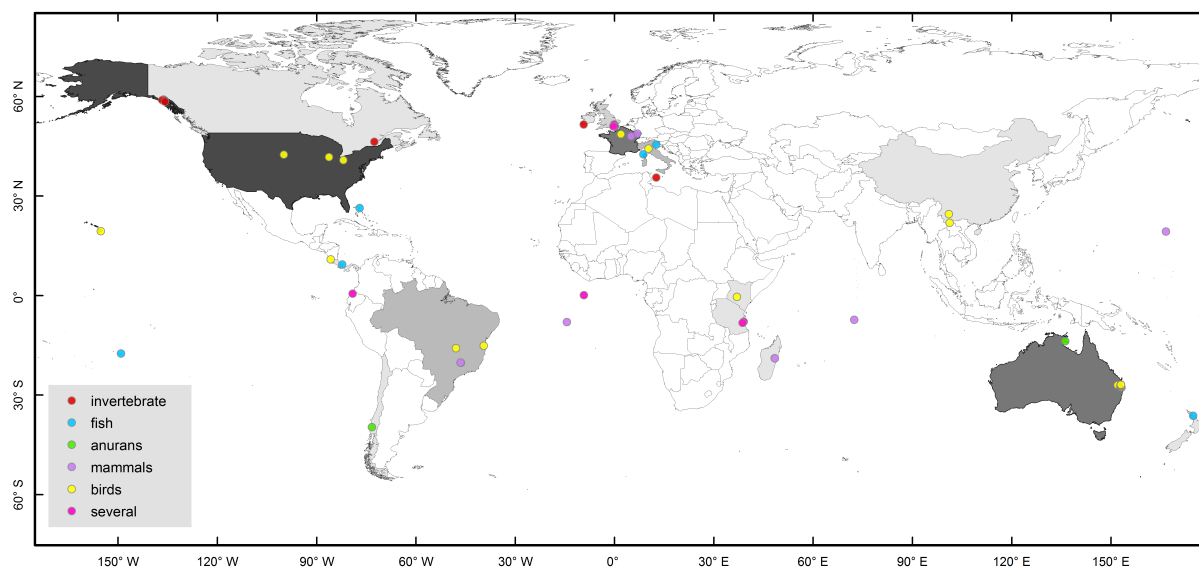 60° N
30° N
0°
30° S
60° S
invertebrate
fish
anurans
mammals
birds
several
150° W
120° W
90° W
60° W
30° W
0°
30° E
60° E
90° E
120° E
150° E